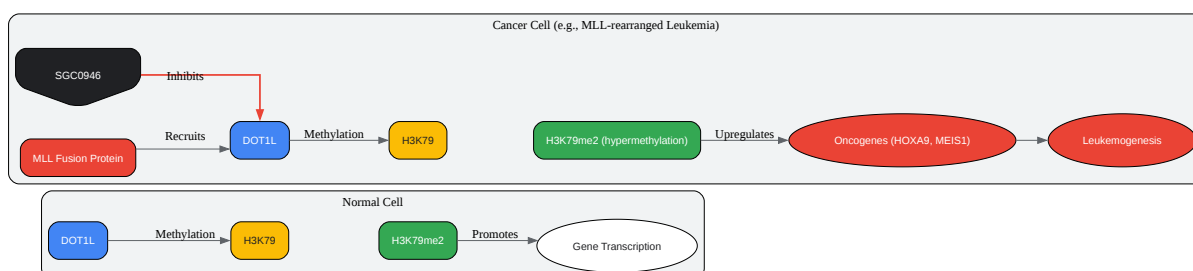 Cancer Cell (e.g., MLL-rearranged Leukemia)
SGC0946
Inhibits
MLL Fusion Protein
Recruits
DOT1L
Methylation
H3K79
H3K79me2 (hypermethylation)
Upregulates
Oncogenes (HOXA9, MEIS1)
Leukemogenesis
Normal Cell
DOT1L
Methylation
H3K79
H3K79me2
Promotes
Gene Transcription